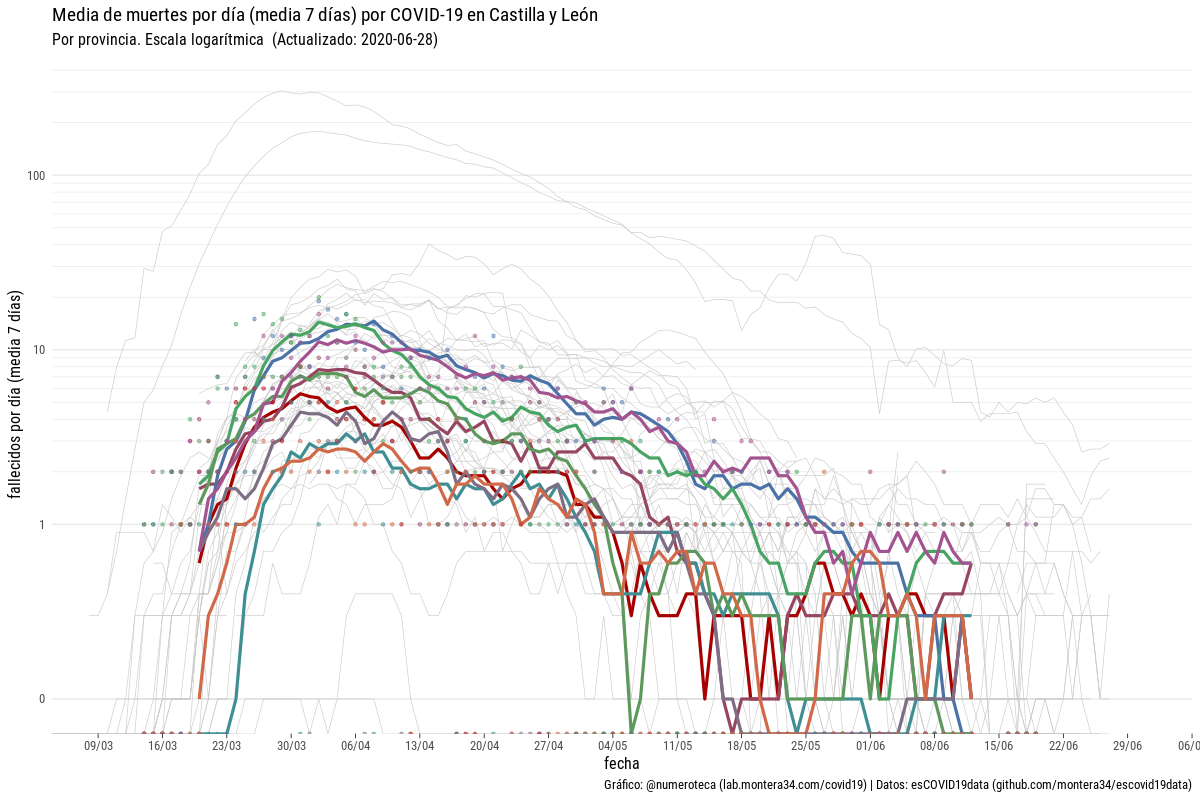 Media de muertes por día (media 7 días) por COVID-19 en Castilla y León
Por provincia. Escala logarítmica (Actualizado: 2020-06-28)
fallecidos por día (media 7 días)
100
10
1
0
09/03 16/03 23/03 30/03 06/04 13/04 20/04 27/04 04/05 11/05 18/05 25/05 01/06 08/06 15/06 22/06 29/06 06/0
fecha
Gráfico: @numeroteca (lab.montera34.com/covid19) | Datos: esCOVID19data (github.com/montera34/escovid19data)